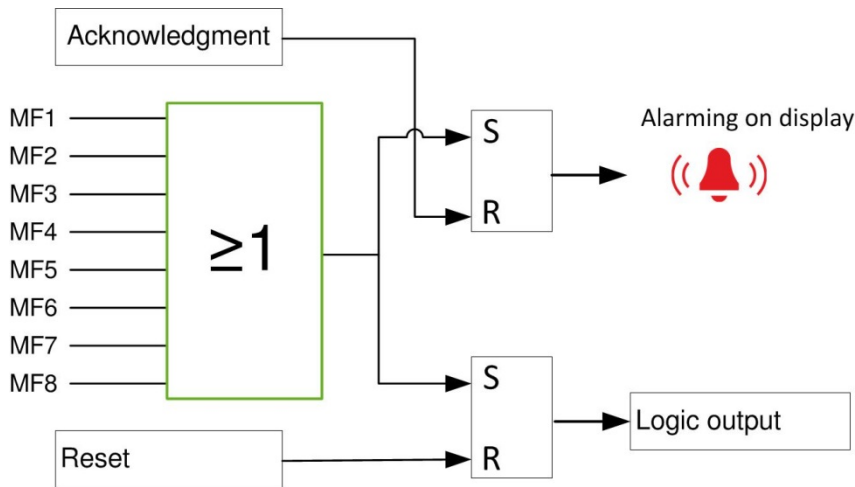 Acknowledgment
MF1
MF2
MF3
MF4
MF5
MF6
MF7
MF8
≥1
S
R
Alarming on display
S
R
Logic output
Reset